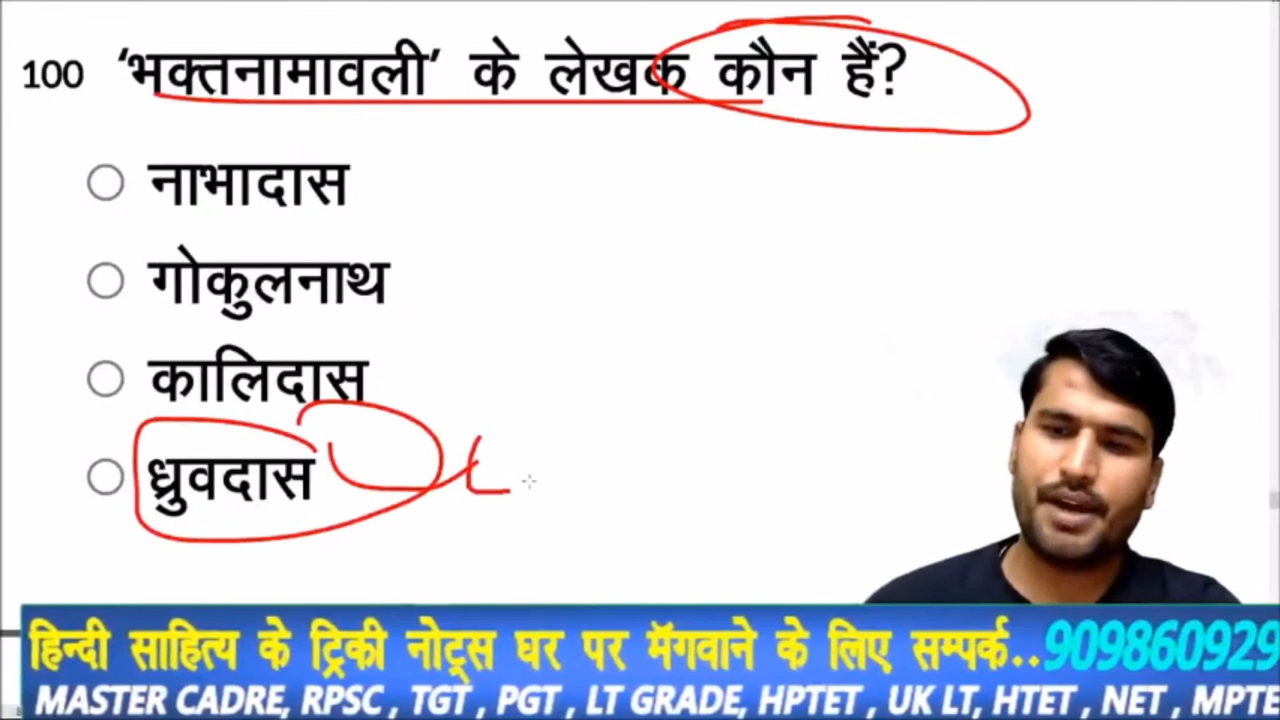 100 ‘भक्तनामावली’ के लेखक कौन हैं?
नाभादास
गोकुलनाथ
कालिदास
ध्रुवदास
हिन्दी साहित्य के ट्रिकी नोट्स घर पर मॅगवाने के लिए सम्पर्क..909860929
MASTER CADRE, RPSC , TGT , PGT , LT GRADE, HPTET , UK LT, HTET , NET , MPTE